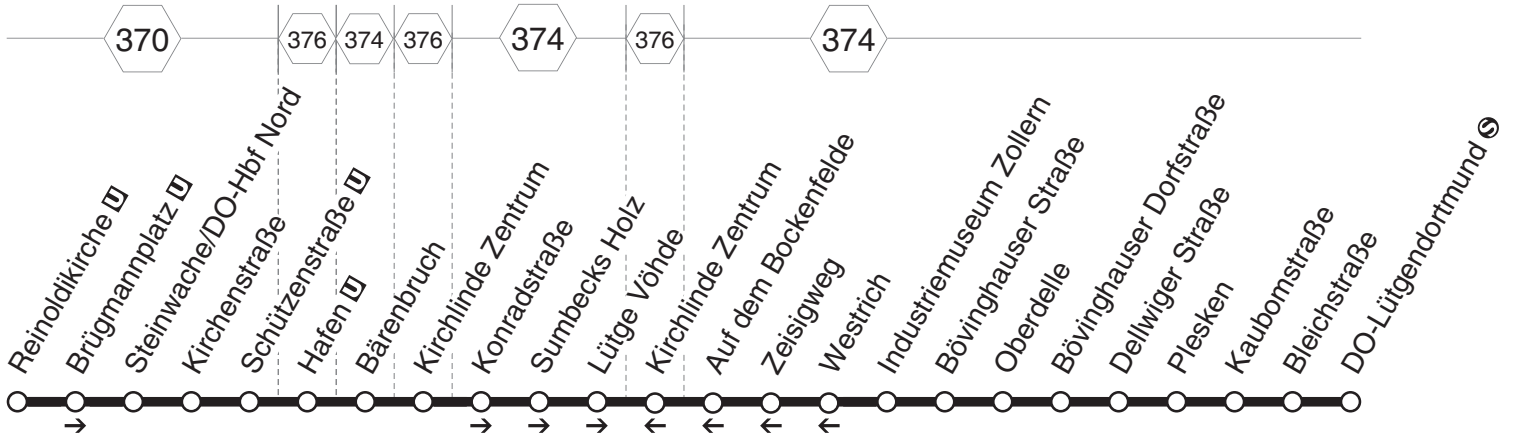 370
376
374
376
374
376
374
Reinoldikirche U
Brügmannplatz U
Steinwache/DO-Hbf Nord
Kirchenstraße
Schützenstraße U
Hafen U
Bärenbruch
Kirchlinde Zentrum
Konradstraße
Sumbecks Holz
Lütge Vöhde
Kirchlinde Zentrum
Auf dem Bockenfelde
Zeisigweg
Westrich
Industriemuseum Zollern
Bövinghauser Straße
Oberdelle
Bövinghauser Dorfstraße
Dellwiger Straße
Plesken
Kaubomstraße
Bleichstraße
DO-Lütgendortmund S